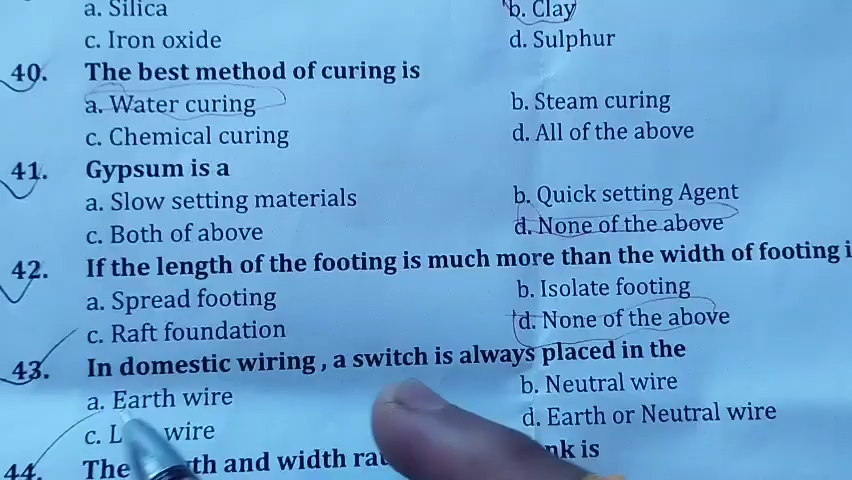 a. Silica b. Clay
c. Iron oxide d. Sulphur
40. The best method of curing is
a. Water curing b. Steam curing
c. Chemical curing d. All of the above
41. Gypsum is a
a. Slow setting materials b. Quick setting Agent
c. Both of above d. None of the above
42. If the length of the footing is much more than the width of footing i
a. Spread footing b. Isolate footing
c. Raft foundation d. None of the above
43. In domestic wiring , a switch is always placed in the
a. Earth wire b. Neutral wire
c. wire d. Earth or Neutral wire
44. The and width is